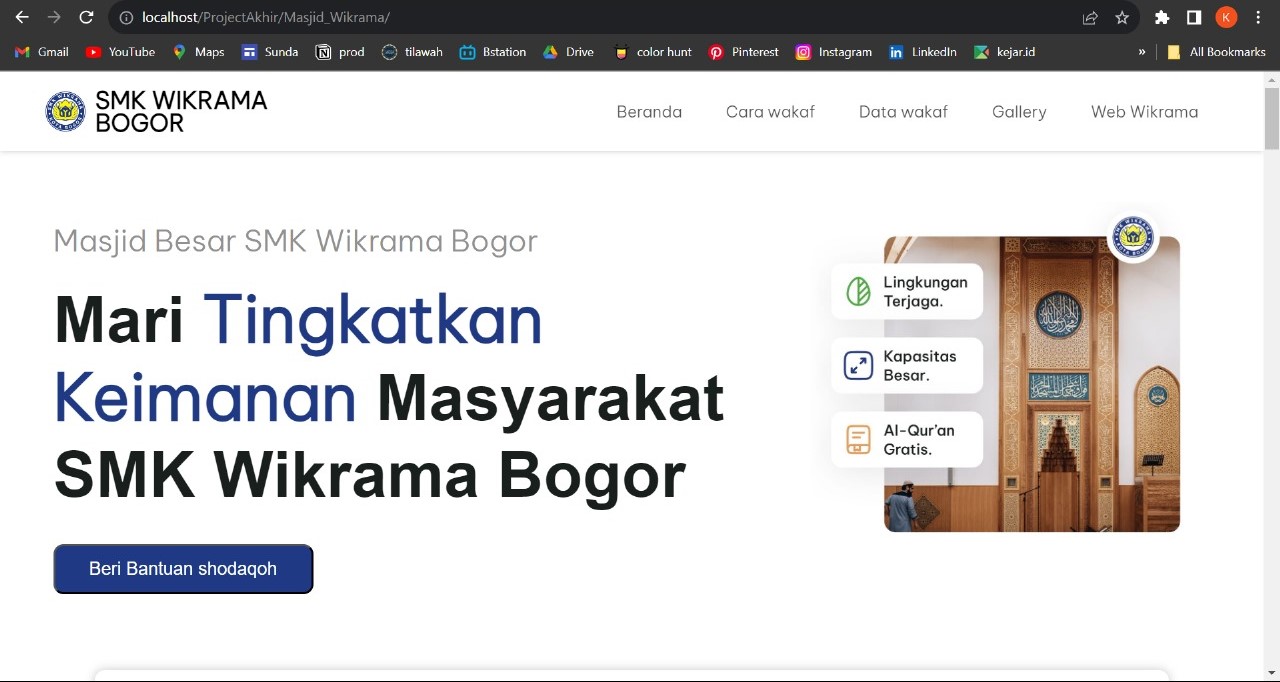 localhost/ProjectAkhir/Masjid_Wikrama/
K
Gmail YouTube Maps Sunda prod tilawah Bstation Drive color hunt Pinterest Instagram LinkedIn kejar.id » All Bookmarks
SMK WIKRAMA
BOGOR
Beranda Cara wakaf Data wakaf Gallery Web Wikrama
Masjid Besar SMK Wikrama Bogor
Mari Tingkatkan
Keimanan Masyarakat
SMK Wikrama Bogor
Beri Bantuan shodaqoh
Lingkungan
Terjaga.
Kapasitas
Besar.
Al-Qur'an
Gratis.